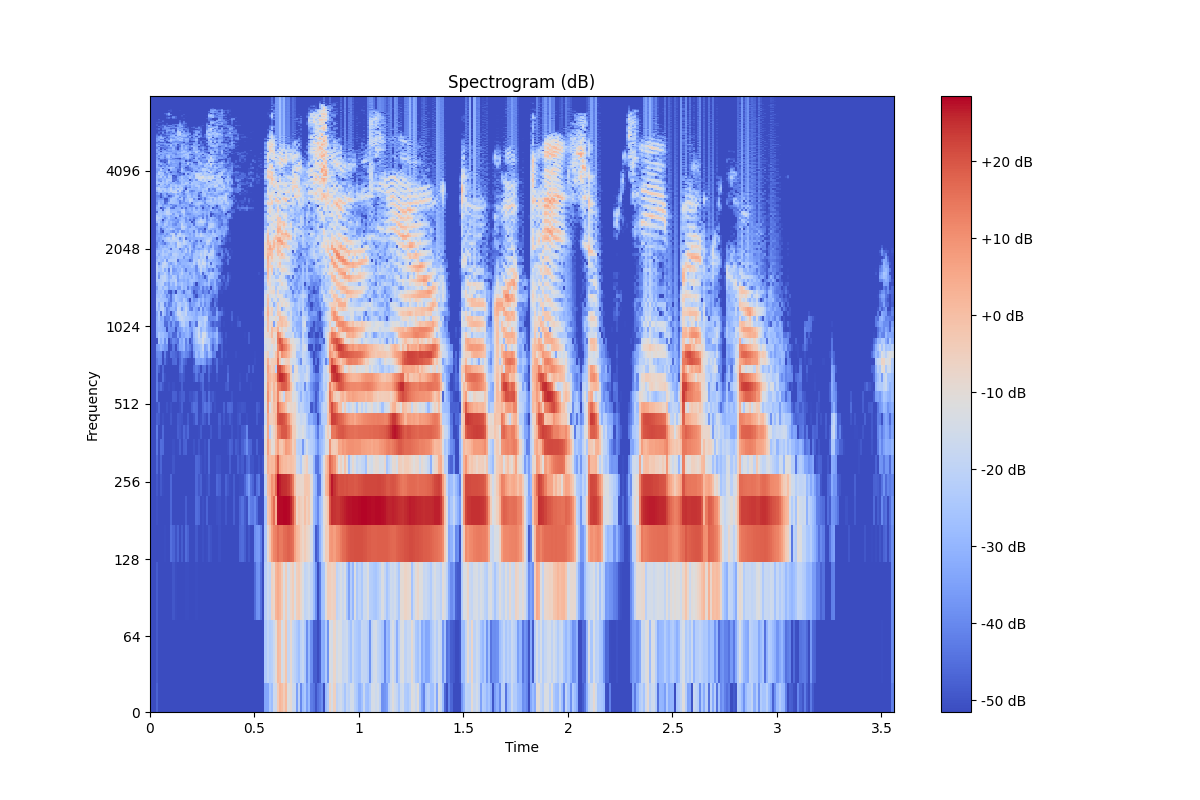 Spectrogram (dB)
4096
2048
1024
512
256
128
64
0
Frequency
0 0.5 1 1.5 2 2.5 3 3.5
Time
+20 dB
+10 dB
+0 dB
-10 dB
-20 dB
-30 dB
-40 dB
-50 dB